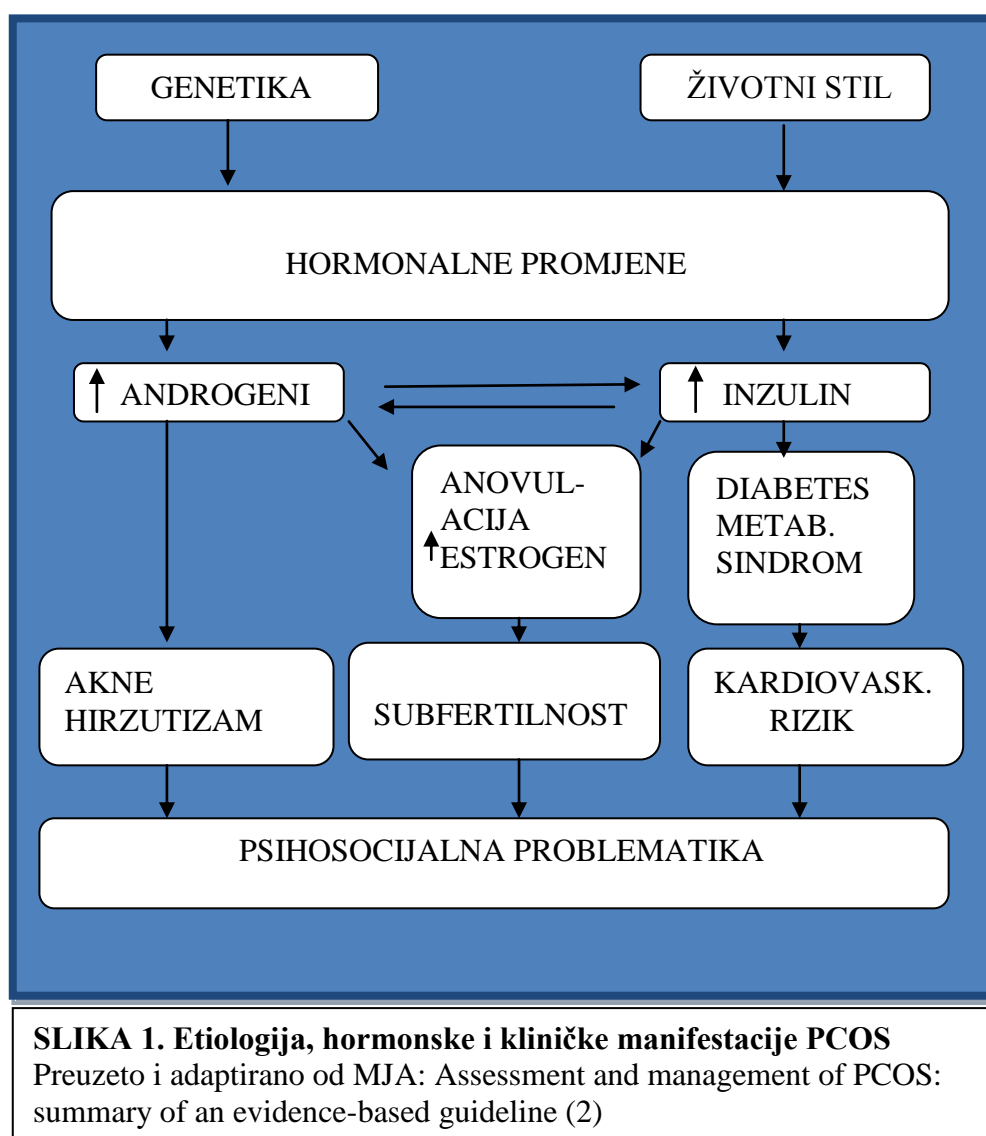 GENETIKA
ŽIVOTNI STIL
HORMONALNE PROMJENE
ANDROGENI
INZULIN
ANOVUL-
ACIJA
ESTROGEN
DIABETES
METAB.
SINDROM
AKNE
HIRZUTIZAM
SUBFERTILNOST
KARDIOVASK.
RIZIK
PSIHOSOCIJALNA PROBLEMATIKA
SLIKA 1. Etiologija, hormonske i kliničke manifestacije PCOS
Preuzeto i adaptirano od MJA: Assessment and management of PCOS:
summary of an evidence-based guideline (2)